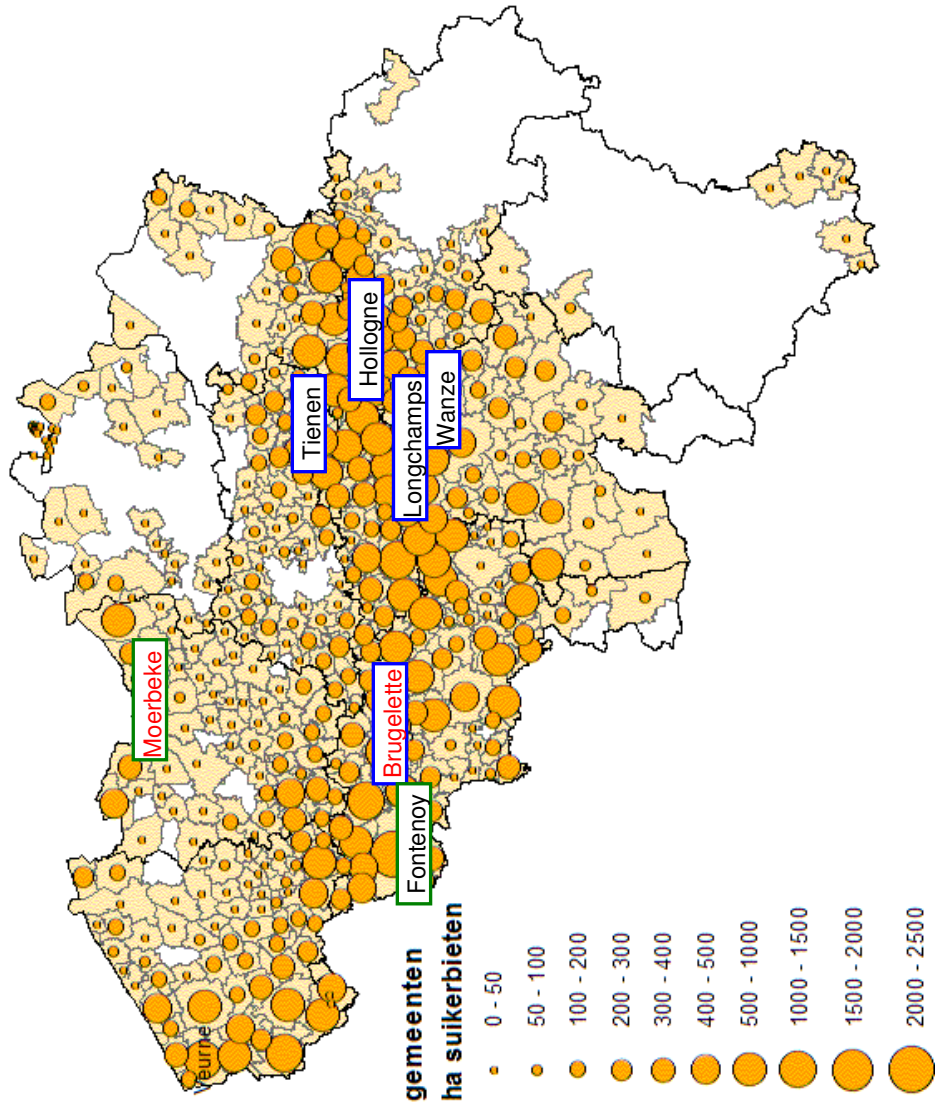 Moerbeke
Veurne
Tienen
Hollogne
Brugelette
Longchamps
Fontenoy
Wanze
gemeenten
ha suikerbieten
0 - 50
50 - 100
100 - 200
200 - 300
300 - 400
400 - 500
500 - 1000
1000 - 1500
1500 - 2000
2000 - 2500